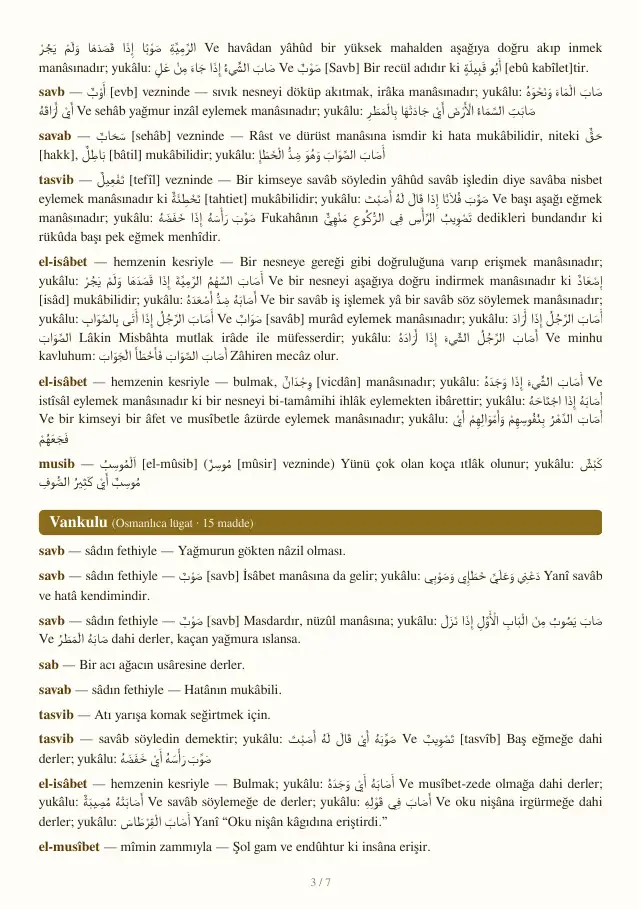 الرَّمِيَّةِ صَوْبًا إِذَا قَصَدَهَا وَلَمْ يَجُرْ Ve havâdan yâhûd bir yüksek mahalden aşağıya doğru akıp inmek
manâsınadır; yukâlu: صَابَ الشَّيْءُ إِذَا جَاءَ مِنْ عَلٍ Ve صَوْبٌ [Savb] Bir recül adıdır ki أَبُو قَبِيلَةٍ [ebû kabîlet]tir.
savb — أَوْبٌ [evb] vezninde — sıvık nesneyi döküp akıtmak, irâka manâsınadır; yukâlu: صَابَ الْمَاءَ وَنَحْوَهُ
أَيْ أَرَاقَهُ Ve sehâb yağmur inzâl eylemek manâsınadır; yukâlu: صَابَتِ السَّمَاءُ الْأَرْضَ أَيْ جَادَتْهَا بِالْمَطَرِ
savab — سَحَابٌ [sehâb] vezninde — Râst ve dürüst manâsına ismdir ki hata mukâbilidir, niteki حَقٌّ
[hakk], بَاطِلٌ [bâtil] mukâbilidir; yukâlu: أَصَابَ الصَّوَابَ وَهُوَ ضِدُّ الْخَطَإِ
tasvib — تَفْعِيلٌ [tefîl] vezninde — Bir kimseye savâb söyledin yâhûd savâb işledin diye savâba nisbet
eylemek manâsınadır ki تَخْطِئَةٌ [tahtiet] mukâbilidir; yukâlu: صَوَّبَ فُلَانًا إِذَا قَالَ لَهُ أَصَبْتَ Ve başı aşağı eğmek
manâsınadır; yukâlu: صَوَّبَ رَأْسَهُ إِذَا خَفَضَهُ Fukahânın تَصْوِيبُ الرَّأْسِ فِي الرُّكُوعِ مَنْهِيٌّ dedikleri bundandır ki
rükûda başı pek eğmek menhîdir.
el-isâbet — hemzenin kesriyle — Bir nesneye gereği gibi doğruluğuna varıp erişmek manâsınadır;
yukâlu: أَصَابَ السَّهْمُ الرَّمِيَّةَ إِذَا قَصَدَهَا وَلَمْ يَجُرْ Ve bir nesneyi aşağıya doğru indirmek manâsınadır ki إِصْعَادٌ
[isâd] mukâbilidir; yukâlu: أَصَابَهُ ضِدُّ أَصْعَدَهُ Ve bir savâb iş işlemek yâ bir savâb söz söylemek manâsınadır;
yukâlu: أَصَابَ الرَّجُلُ إِذَا أَتَى بِالصَّوَابِ Ve صَوَابٌ [savâb] murâd eylemek manâsınadır; yukâlu: أَصَابَ الرَّجُلُ إِذَا أَرَادَ
الصَّوَابَ Lâkin Misbâhta mutlak irâde ile müfesserdir; yukâlu: أَصَابَ الرَّجُلُ الشَّيْءَ إِذَا أَرَادَهُ Ve minhu
kavluhum: أَصَابَ الصَّوَابَ فَأَخْطَأَ الْجَوَابَ Zâhiren mecâz olur.
el-isâbet — hemzenin kesriyle — bulmak, وِجْدَانٌ [vicdân] manâsınadır; yukâlu: أَصَابَ الشَّيْءَ إِذَا وَجَدَهُ Ve
istîsâl eylemek manâsınadır ki bir nesneyi bi-tamâmihi ihlâk eylemekten ibârettir; yukâlu: أَصَابَهُ إِذَا اجْتَاحَهُ
Ve bir kimseyi bir âfet ve musîbetle âzürde eylemek manâsınadır; yukâlu: أَصَابَ الدَّهْرُ بِنُفُوسِهِمْ وَأَمْوَالِهِمْ أَيْ
فَجَعَهُمْ
musib — اَلْمُوسِبُ [el-mûsib] (مُوسِرٌ [mûsir] vezninde) Yünü çok olan koça ıtlâk olunur; yukâlu: كَبْشٌ
مُوسِبٌ أَيْ كَثِيرُ الصُّوفِ
Vankulu (Osmanlıca lügat · 15 madde)
savb — sâdın fethiyle — Yağmurun gökten nâzil olması.
savb — sâdın fethiyle — صَوْبٌ [savb] İsâbet manâsına da gelir; yukâlu: دَعْنِي وَعَلَيَّ خَطَإِي وَصَوْبِي Yanî savâb
ve hatâ kendimindir.
savb — sâdın fethiyle — صَوْبٌ [savb] Masdardır, nüzûl manâsına; yukâlu: صَابَ يَصُوبُ مِنَ الْبَابِ الْأَوَّلِ إِذَا نَزَلَ
Ve صَابَهُ الْمَطَرُ dahi derler, kaçan yağmura ıslansa.
sab — Bir acı ağacın usâresine derler.
savab — sâdın fethiyle — Hatânın mukâbili.
tasvib — Atı yarışa komak seğirtmek için.
tasvib — savâb söyledin demektir; yukâlu: صَوَّبَهُ أَيْ قَالَ لَهُ أَصَبْتَ Ve تَصْوِيبٌ [tasvîb] Baş eğmeğe dahi
derler; yukâlu: صَوَّبَ رَأْسَهُ أَيْ خَفَضَهُ
el-isâbet — hemzenin kesriyle — Bulmak; yukâlu: أَصَابَهُ أَيْ وَجَدَهُ Ve musîbet-zede olmağa dahi derler;
yukâlu: أَصَابَتْهُ مُصِيبَةٌ Ve savâb söylemeğe de derler; yukâlu: أَصَابَ فِي قَوْلِهِ Ve oku nişâna irgürmeğe dahi
derler; yukâlu: أَصَابَ الْقِرْطَاسَ Yanî “Oku nişân kâgıdına eriştirdi.”
el-musîbet — mîmin zammıyla — Şol gam ve endûhtur ki insâna erişir.
3 / 7